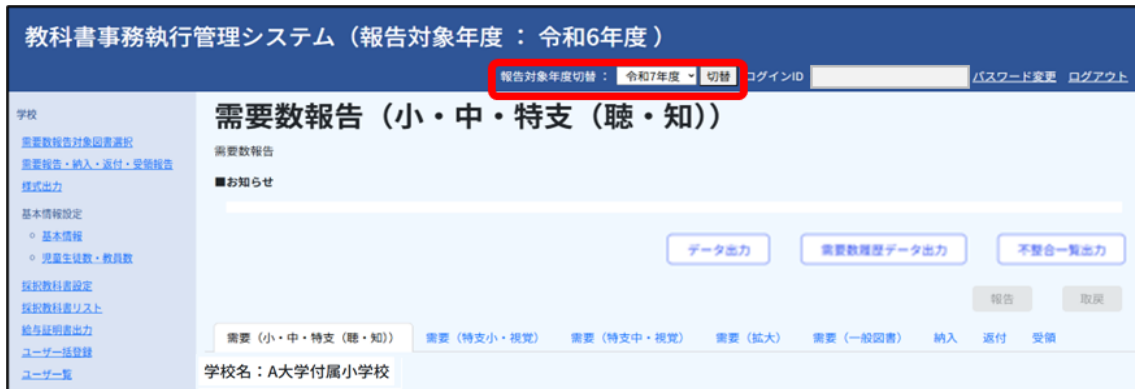 教科書事務執行管理システム（報告対象年度 ： 令和6年度 ）
報告対象年度切替 ： 令和7年度 切替 ログインID パスワード変更 ログアウト
学校
需要数報告対象図書選択
需要報告・納入・返付・受領報告
様式出力
基本情報設定
基本情報
児童生徒数・教員数
採択教科書設定
採択教科書リスト
給与証明書出力
ユーザ一括登録
ユーザ一覧
需要数報告（小・中・特支（聴・知））
需要数報告
■お知らせ
データ出力 需要数履歴データ出力 不整合一覧出力
報告 取戻
需要（小・中・特支（聴・知）） 需要（特支小・視覚） 需要（特支中・視覚） 需要（拡大） 需要（一般図書） 納入 返付 受領
学校名：A大学付属小学校